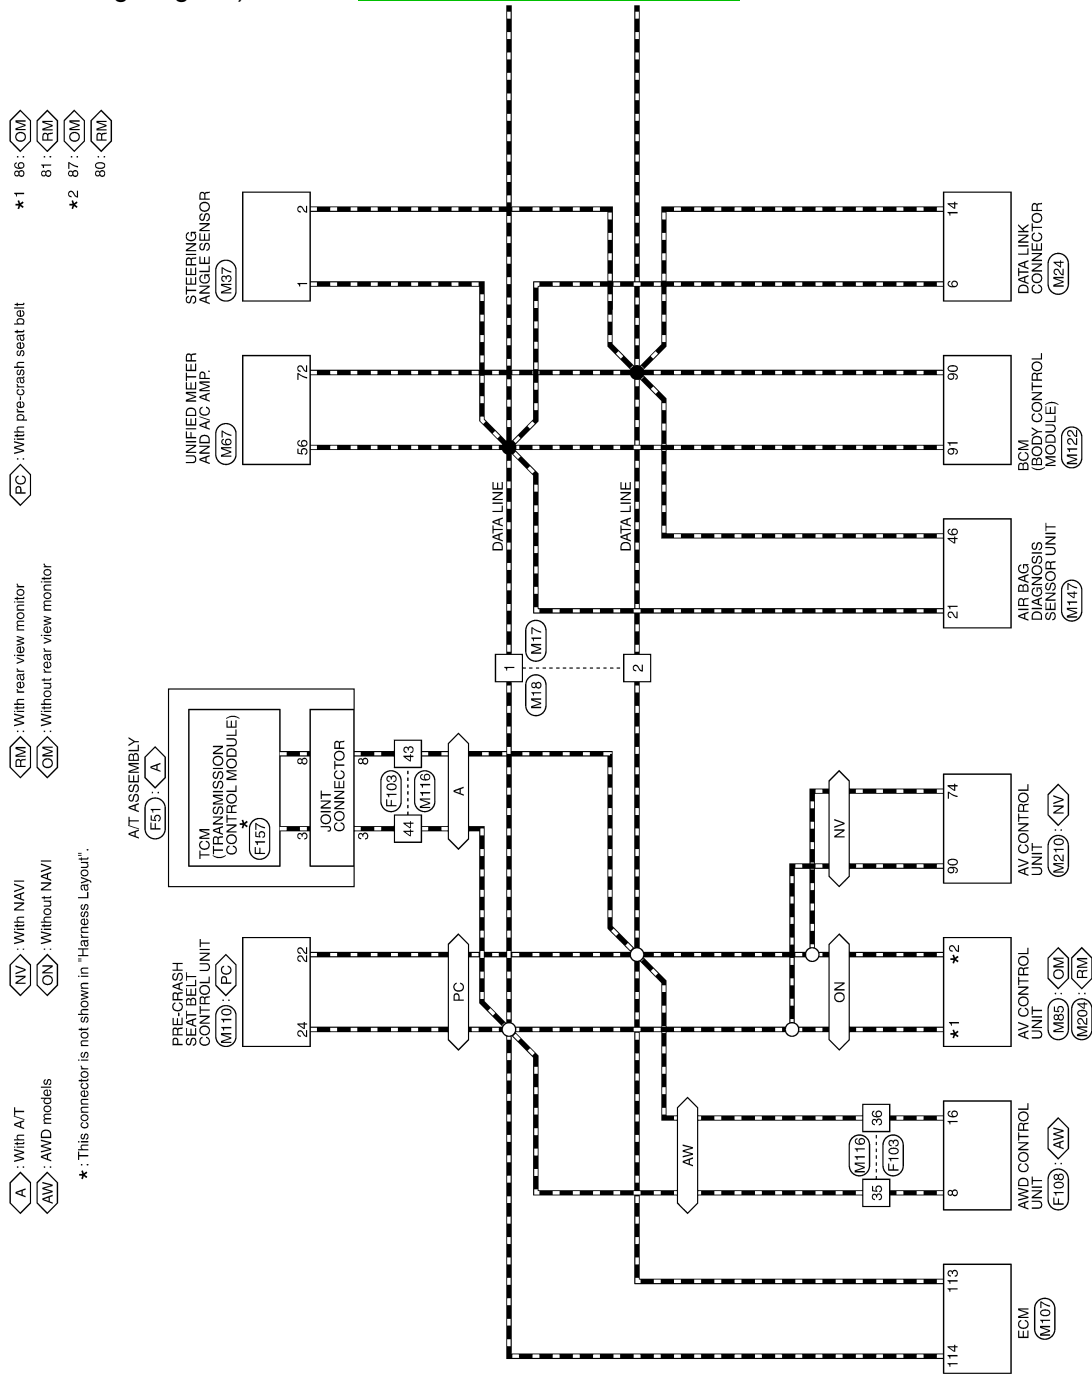 A : With A/T
AW : AWD models
NV : With NAVI
ON : Without NAVI
RM : With rear view monitor
OM : Without rear view monitor
PC : With pre-crash seat belt
★1 86 : OM
81 : RM
★2 87 : OM
80 : RM
★ : This connector is not shown in "Harness Layout".
PRE-CRASH
SEAT BELT
CONTROL UNIT
M110 : PC
24
22
PC
A/T ASSEMBLY
F51 : A
TCM
(TRANSMISSION
CONTROL MODULE)
★
F157
3
8
JOINT
CONNECTOR
3
8
44
43
F103
M116
A
UNIFIED METER
AND A/C AMP.
M67
56
72
STEERING
ANGLE SENSOR
M37
1
2
DATA LINE
DATA LINE
1
2
M18
M17
AW
ON
NV
M116
F103
35
36
114
113
ECM
M107
8
16
AWD CONTROL
UNIT
F108 : AW
★1
★2
AV CONTROL
UNIT
M85 : OM
M204 : RM
90
74
AV CONTROL
UNIT
M210 : NV
21
46
AIR BAG
DIAGNOSIS
SENSOR UNIT
M147
91
90
BCM
(BODY CONTROL
MODULE)
M122
6
14
DATA LINK
CONNECTOR
M24